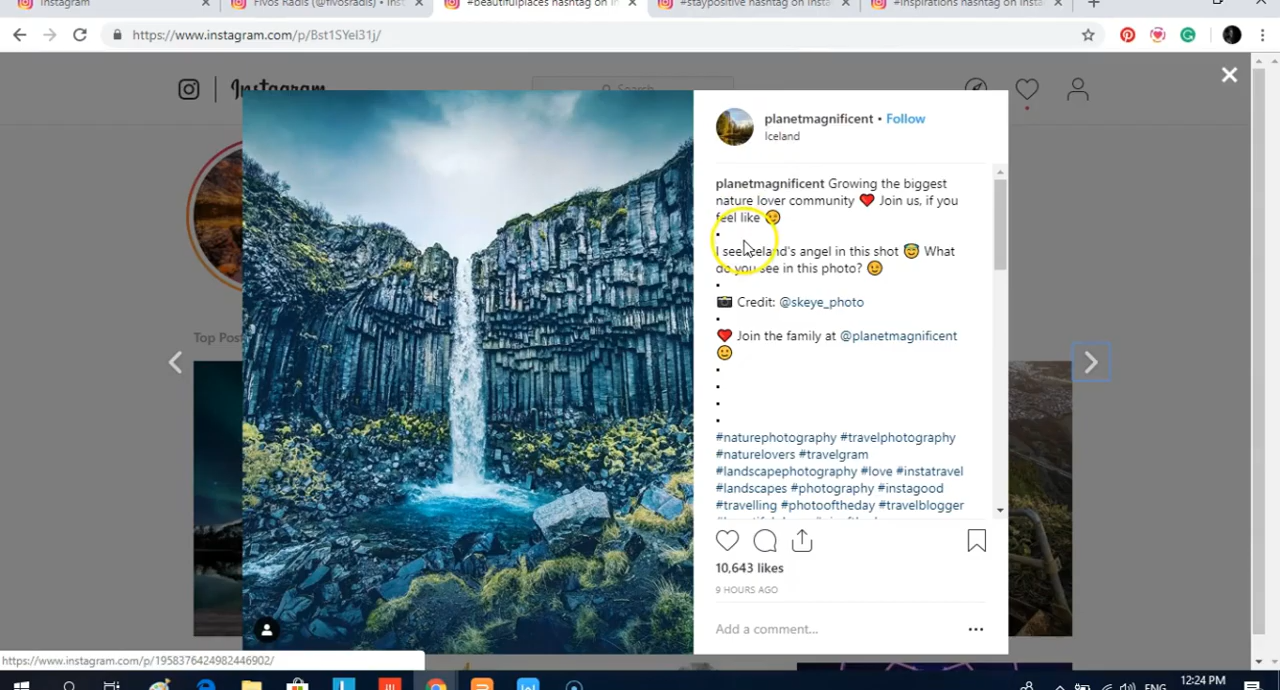 Instagram
Fivos Radis (@fivosradis) • Inst
#beautifulplaces hashtag on In
#staypositive hashtag on Insta
#inspirations hashtag on Insta
https://www.instagram.com/p/Bst1SYel31j/
Instagram
Search
planetmagnificent • Follow
Iceland
planetmagnificent Growing the biggest
nature lover community ❤️ Join us, if you
feel like 😉
•
I see Iceland's angel in this shot 😇 What
do you see in this photo? 😉
•
📷 Credit: @skeye_photo
•
❤️ Join the family at @planetmagnificent
🙂
•
•
•
•
#naturephotography #travelphotography
#naturelovers #travelgram
#landscapephotography #love #instatravel
#landscapes #photography #instagood
#travelling #photooftheday #travelblogger
Top Pos
10,643 likes
9 HOURS AGO
Add a comment...
https://www.instagram.com/p/1958376424982446902/
ENG
12:24 PM